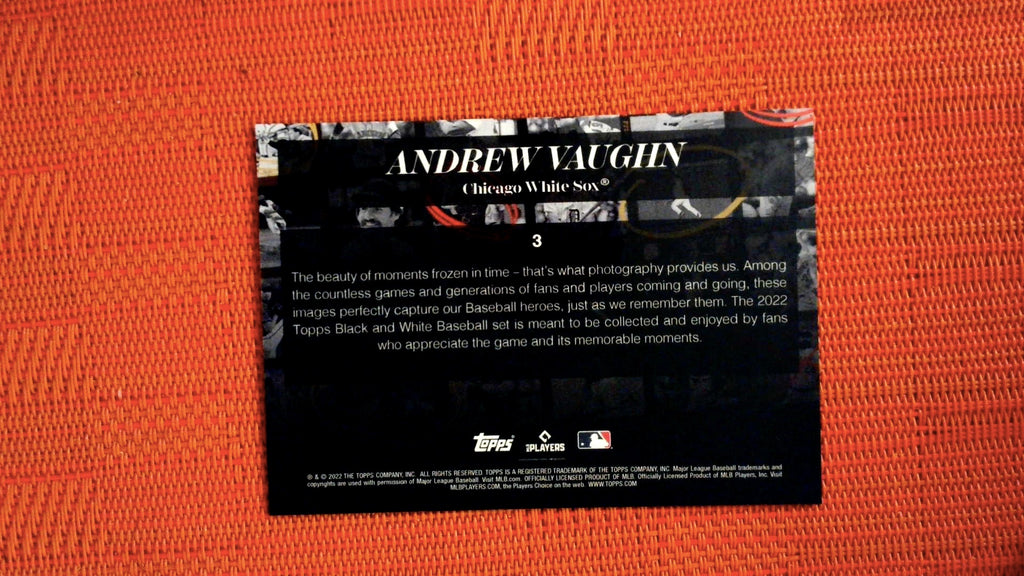 ANDREW VAUGHN
Chicago White Sox®
3
The beauty of moments frozen in time – that's what photography provides us. Among
the countless games and generations of fans and players coming and going, these
images perfectly capture our Baseball heroes, just as we remember them. The 2022
Topps Black and White Baseball set is meant to be collected and enjoyed by fans
who appreciate the game and its memorable moments.
topps® MLB PLAYERS
® & © 2022 THE TOPPS COMPANY, INC. ALL RIGHTS RESERVED. TOPPS IS A REGISTERED TRADEMARK OF THE TOPPS COMPANY, INC. Major League Baseball trademarks and
copyrights are used with permission of Major League Baseball. Visit MLB.com. OFFICIALLY LICENSED PRODUCT OF MLB. Officially Licensed Product of MLB Players, Inc. Visit
MLBPLAYERS.COM, the Players Choice on the web. WWW.TOPPS.COM